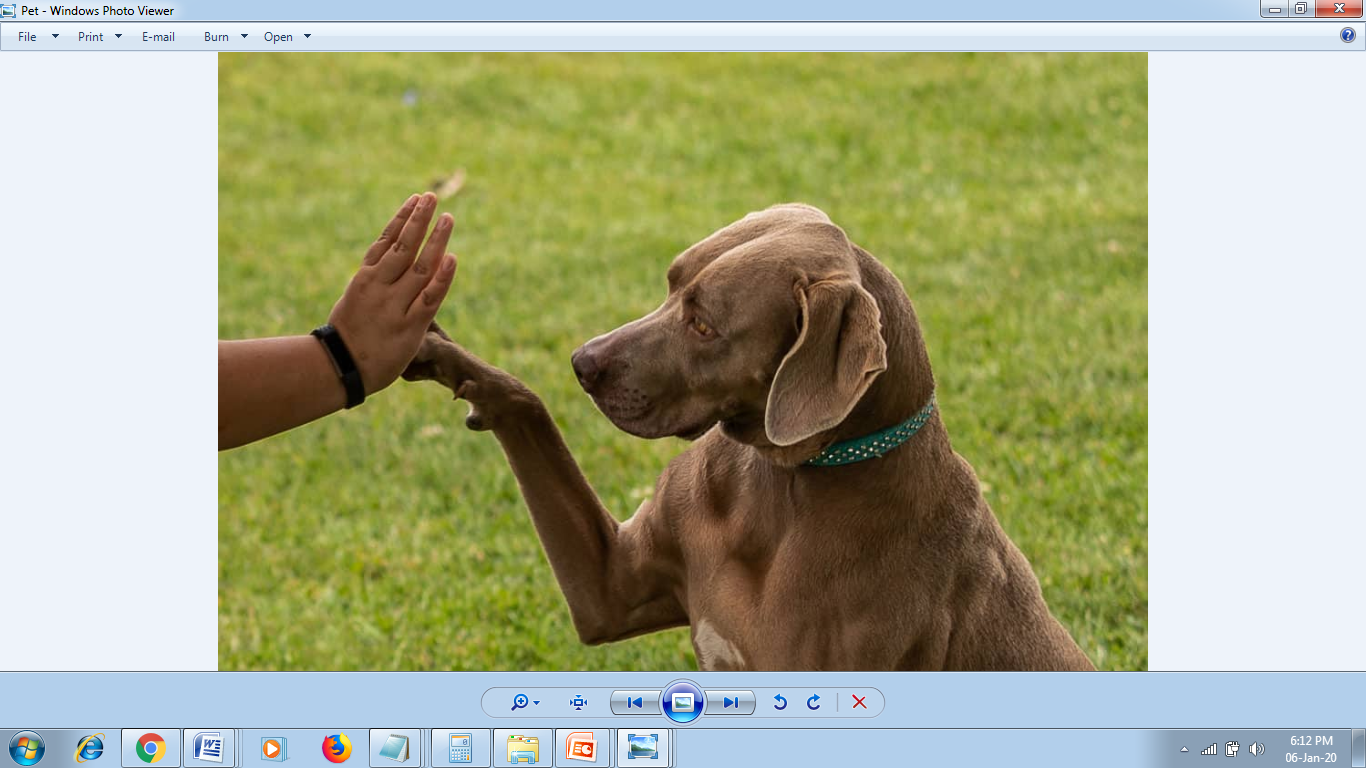 Pet - Windows Photo Viewer
File Print E-mail Burn Open
6:12 PM
06-Jan-20